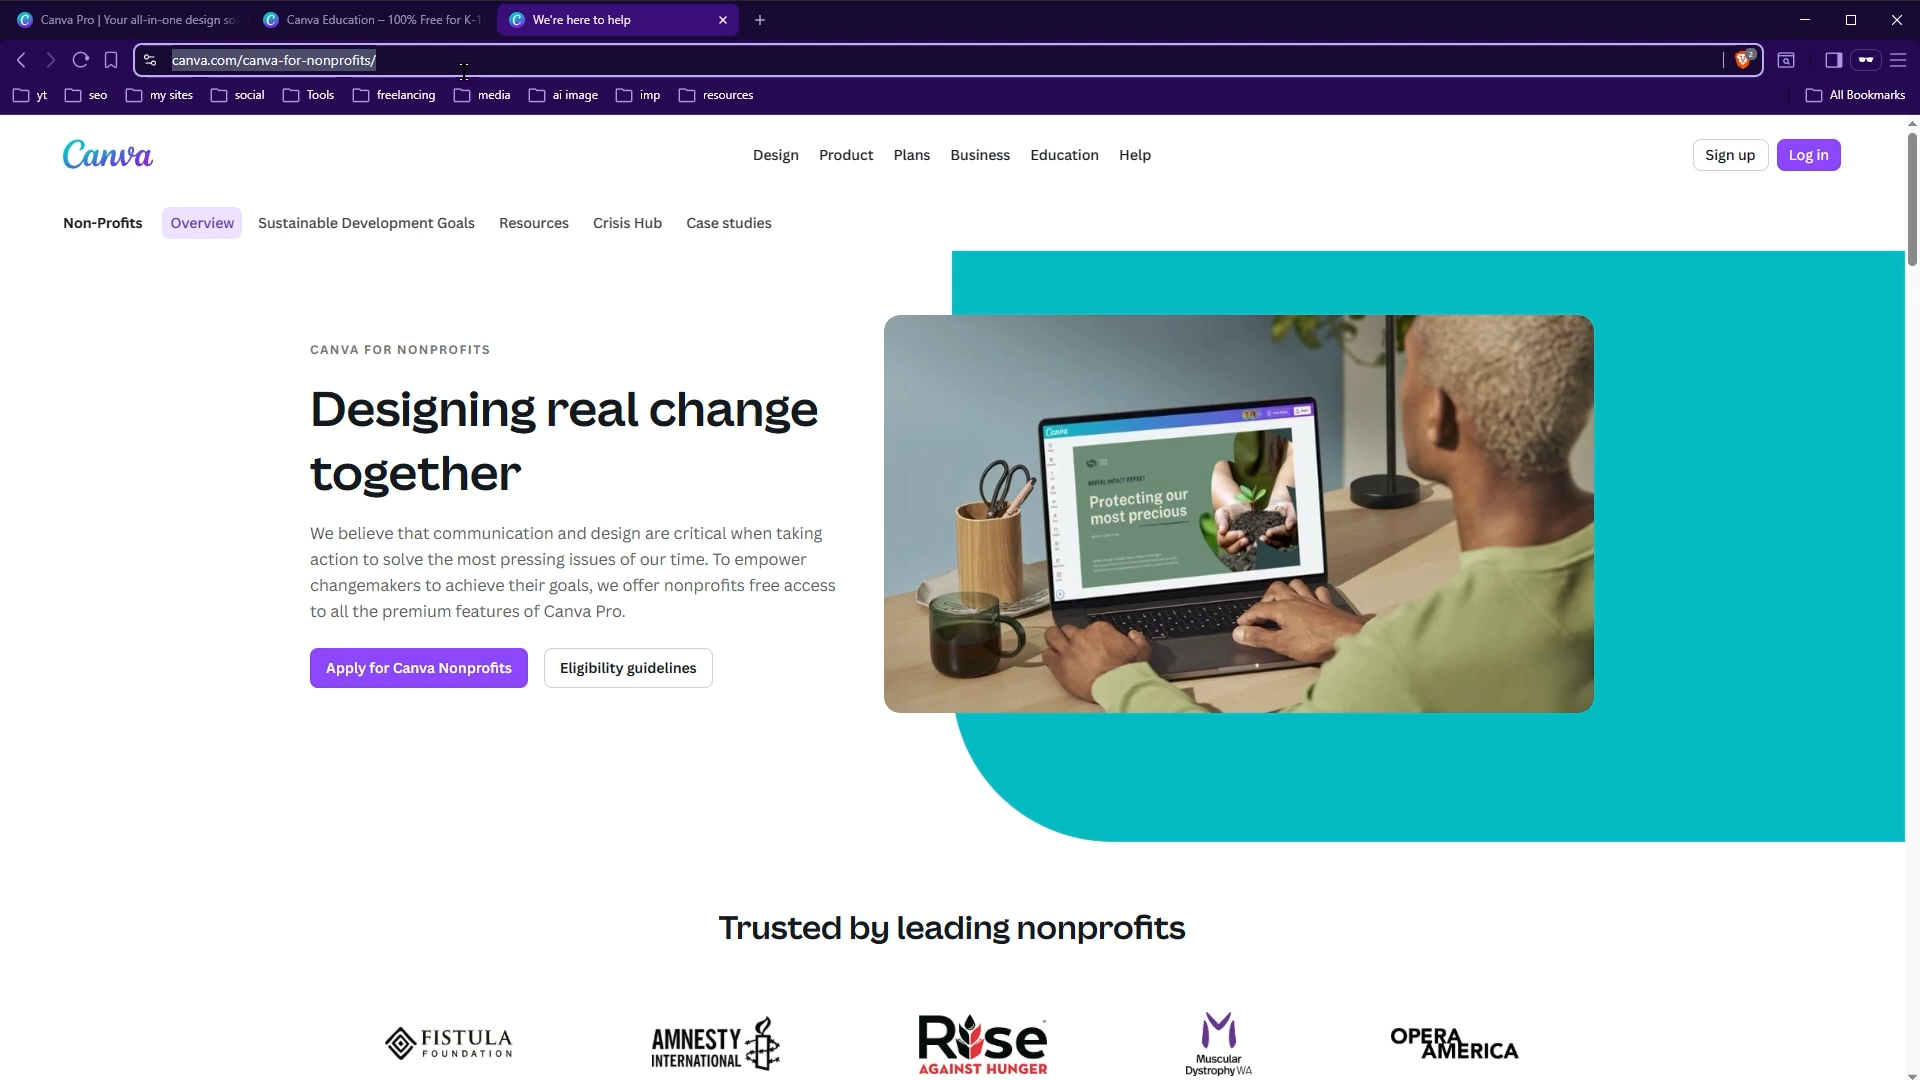 Canva Pro | Your all-in-one design so
Canva Education – 100% Free for K-1
We're here to help
canva.com/canva-for-nonprofits/
2
yt
seo
my sites
social
Tools
freelancing
media
ai image
imp
resources
All Bookmarks
Canva
Design
Product
Plans
Business
Education
Help
Sign up
Log in
Non-Profits
Overview
Sustainable Development Goals
Resources
Crisis Hub
Case studies
CANVA FOR NONPROFITS
Designing real change
together
We believe that communication and design are critical when taking
action to solve the most pressing issues of our time. To empower
changemakers to achieve their goals, we offer nonprofits free access
to all the premium features of Canva Pro.
Apply for Canva Nonprofits
Eligibility guidelines
Canva
ANNUAL IMPACT REPORT
Protecting our
most precious
Trusted by leading nonprofits
FISTULA
FOUNDATION
AMNESTY
INTERNATIONAL
Rise
AGAINST HUNGER
Muscular
Dystrophy WA
OPERA
AMERICA